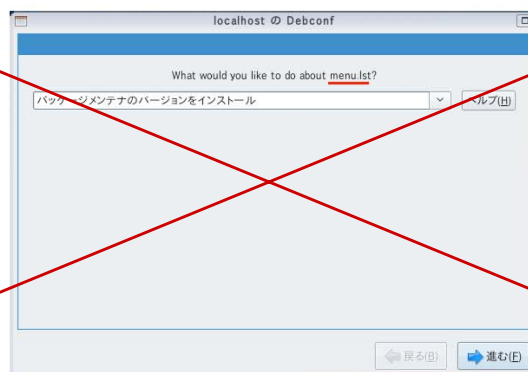 localhost の Debconf
What would you like to do about menu.lst?
パッケージメンテナのバージョンをインストール
ヘルプ(H)
戻る(B)
進む(F)